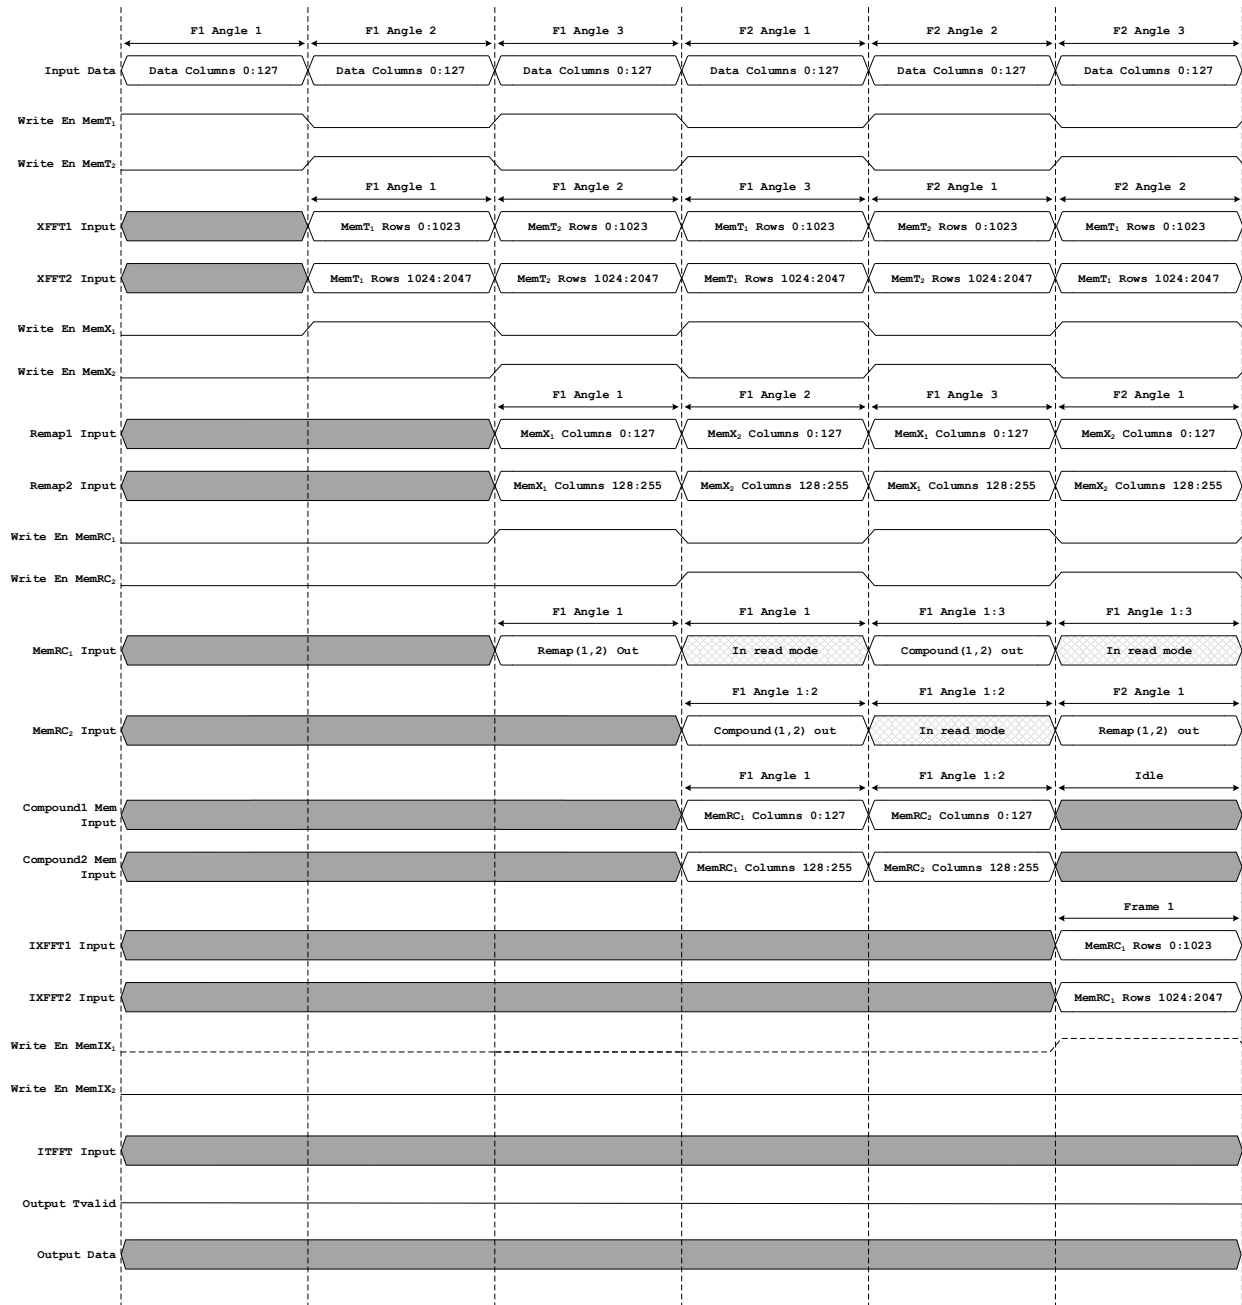 F1 Angle 1 F1 Angle 2 F1 Angle 3 F2 Angle 1 F2 Angle 2 F2 Angle 3
Input Data Data Columns 0:127 Data Columns 0:127 Data Columns 0:127 Data Columns 0:127 Data Columns 0:127 Data Columns 0:127
Write En MemT₁
Write En MemT₂
F1 Angle 1 F1 Angle 2 F1 Angle 3 F2 Angle 1 F2 Angle 2
XFFT1 Input MemT₁ Rows 0:1023 MemT₂ Rows 0:1023 MemT₁ Rows 0:1023 MemT₂ Rows 0:1023 MemT₁ Rows 0:1023
XFFT2 Input MemT₁ Rows 1024:2047 MemT₂ Rows 1024:2047 MemT₁ Rows 1024:2047 MemT₂ Rows 1024:2047 MemT₁ Rows 1024:2047
Write En MemX₁
Write En MemX₂
F1 Angle 1 F1 Angle 2 F1 Angle 3 F2 Angle 1
Remap1 Input MemX₁ Columns 0:127 MemX₂ Columns 0:127 MemX₁ Columns 0:127 MemX₂ Columns 0:127
Remap2 Input MemX₁ Columns 128:255 MemX₂ Columns 128:255 MemX₁ Columns 128:255 MemX₂ Columns 128:255
Write En MemRC₁
Write En MemRC₂
F1 Angle 1 F1 Angle 1 F1 Angle 1:3 F1 Angle 1:3
MemRC₁ Input Remap(1,2) Out In read mode Compound(1,2) out In read mode
F1 Angle 1:2 F1 Angle 1:2 F2 Angle 1
MemRC₂ Input Compound(1,2) out In read mode Remap(1,2) out
F1 Angle 1 F1 Angle 1:2 Idle
Compound1 Mem
Input MemRC₁ Columns 0:127 MemRC₂ Columns 0:127
Compound2 Mem
Input MemRC₁ Columns 128:255 MemRC₂ Columns 128:255
Frame 1
IXFFT1 Input MemRC₁ Rows 0:1023
IXFFT2 Input MemRC₁ Rows 1024:2047
Write En MemIX₁
Write En MemIX₂
ITFFT Input
Output Tvalid
Output Data